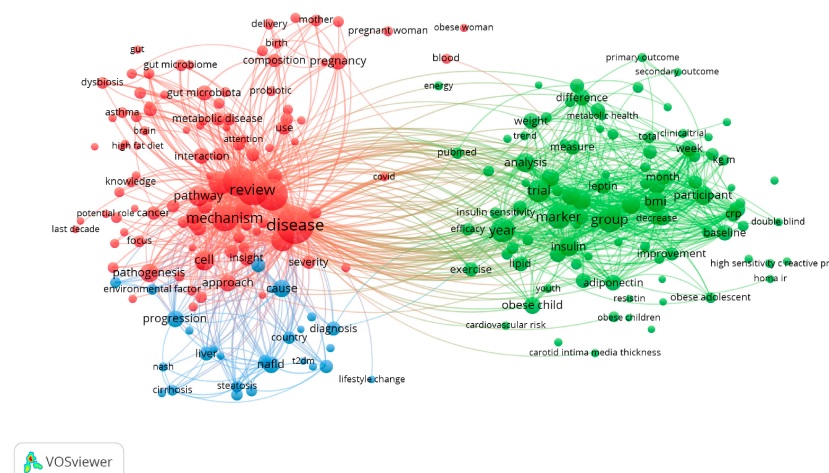 delivery
mother
pregnant woman
obese woman
birth
gut
gut microbiome
composition
pregnancy
blood
primary outcome
secondary outcome
dysbiosis
gut microbiota
probiotic
energy
difference
asthma
metabolic disease
use
weight
metabolic health
brain
attention
trend
total
clinical trial
high fat diet
interaction
pubmed
measure
week
analysis
kg m
knowledge
covid
month
pathway
review
trial
leptin
participant
bmi
potential role
cancer
mechanism
insulin sensitivity
marker
group
decrease
crp
double blind
last decade
disease
efficacy
year
baseline
focus
insulin
cell
insight
severity
lipid
improvement
high sensitivity c reactive pr
pathogenesis
exercise
homa ir
environmental factor
approach
cause
youth
adiponectin
resistin
obese adolescent
obese child
progression
obese children
diagnosis
cardiovascular risk
country
liver
carotid intima media thickness
nash
nafld
t2dm
lifestyle change
cirrhosis
steatosis
VOSviewer